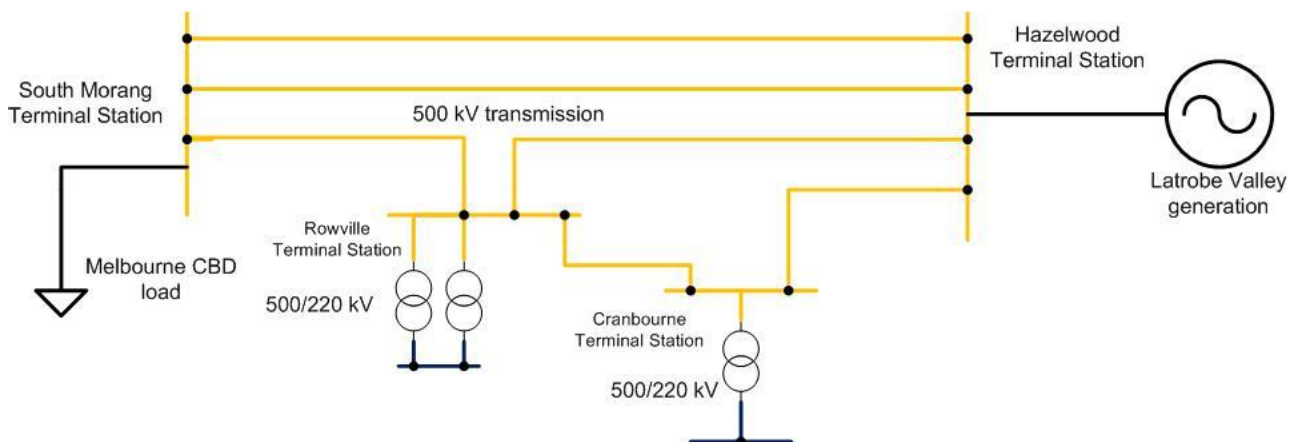 South Morang
Terminal Station
500 kV transmission
Hazelwood
Terminal Station
Latrobe Valley
generation
Rowville
Terminal Station
Melbourne CBD
load
500/220 kV
Cranbourne
Terminal Station
500/220 kV